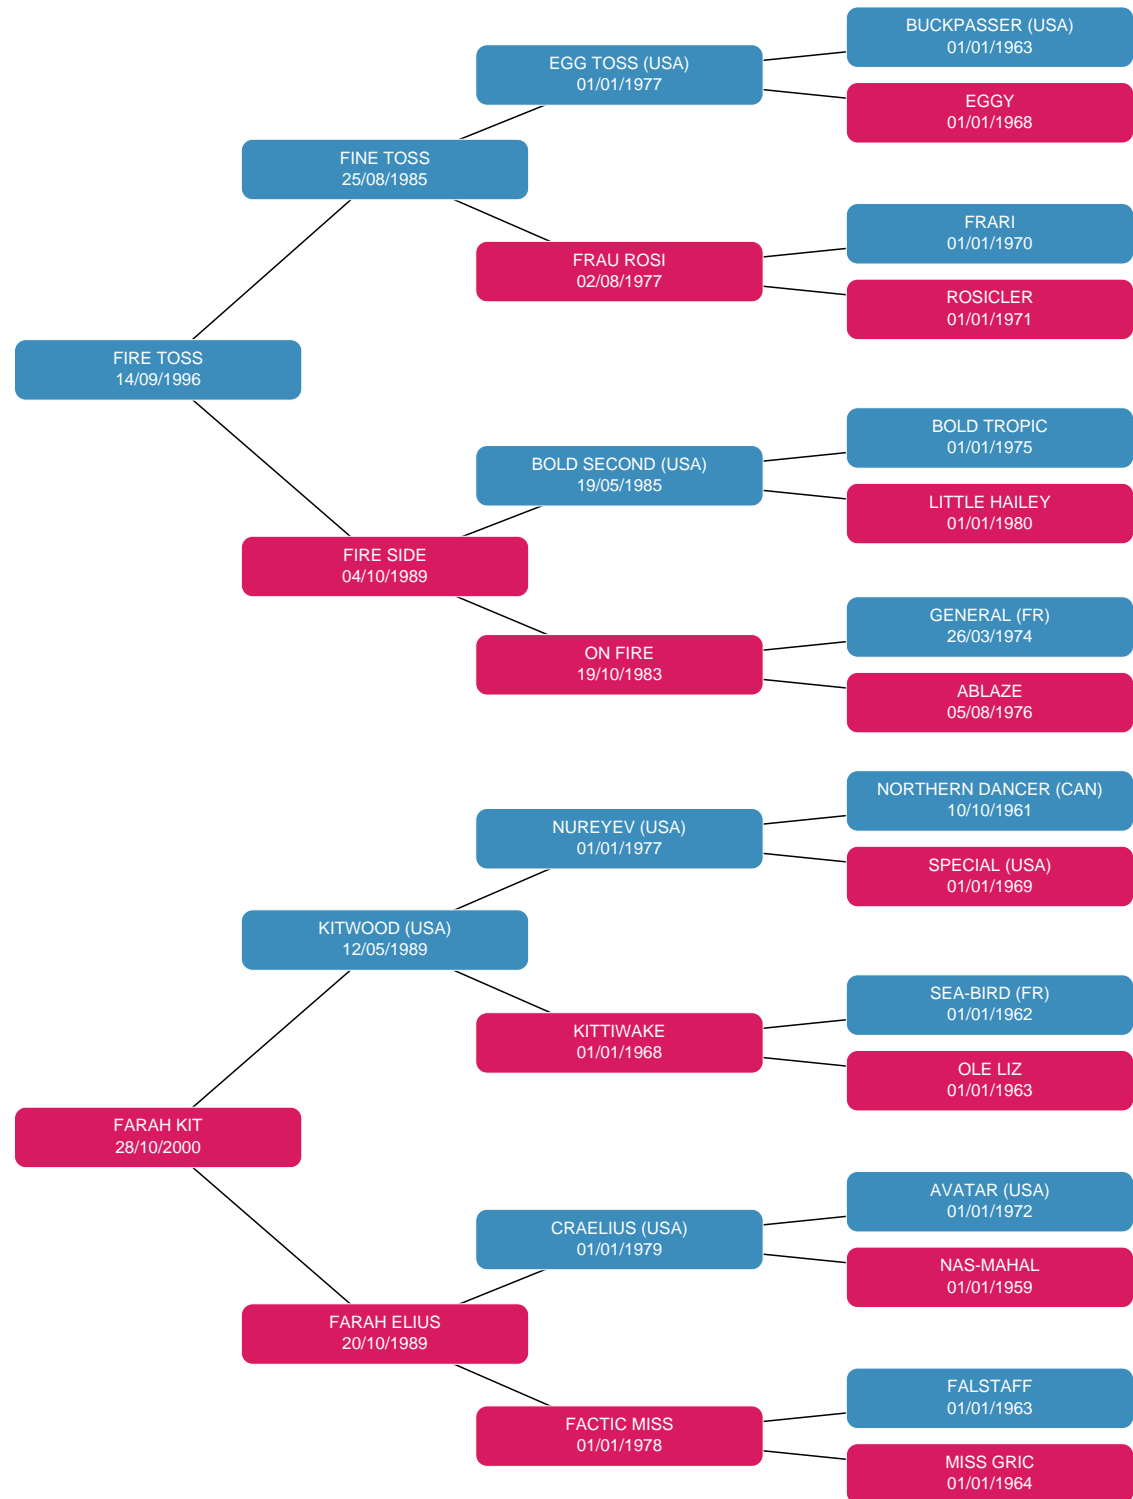 BUCKPASSER (USA)
01/01/1963
EGG TOSS (USA)
01/01/1977
EGGY
01/01/1968
FINE TOSS
25/08/1985
FRARI
01/01/1970
FRAU ROSI
02/08/1977
ROSICLER
01/01/1971
FIRE TOSS
14/09/1996
BOLD TROPIC
01/01/1975
BOLD SECOND (USA)
19/05/1985
LITTLE HAILEY
01/01/1980
FIRE SIDE
04/10/1989
GENERAL (FR)
26/03/1974
ON FIRE
19/10/1983
ABLAZE
05/08/1976
NORTHERN DANCER (CAN)
10/10/1961
NUREYEV (USA)
01/01/1977
SPECIAL (USA)
01/01/1969
KITWOOD (USA)
12/05/1989
SEA-BIRD (FR)
01/01/1962
KITTIWAKE
01/01/1968
OLE LIZ
01/01/1963
FARAH KIT
28/10/2000
AVATAR (USA)
01/01/1972
CRAELIUS (USA)
01/01/1979
NAS-MAHAL
01/01/1959
FARAH ELIUS
20/10/1989
FALSTAFF
01/01/1963
FACTIC MISS
01/01/1978
MISS GRIC
01/01/1964